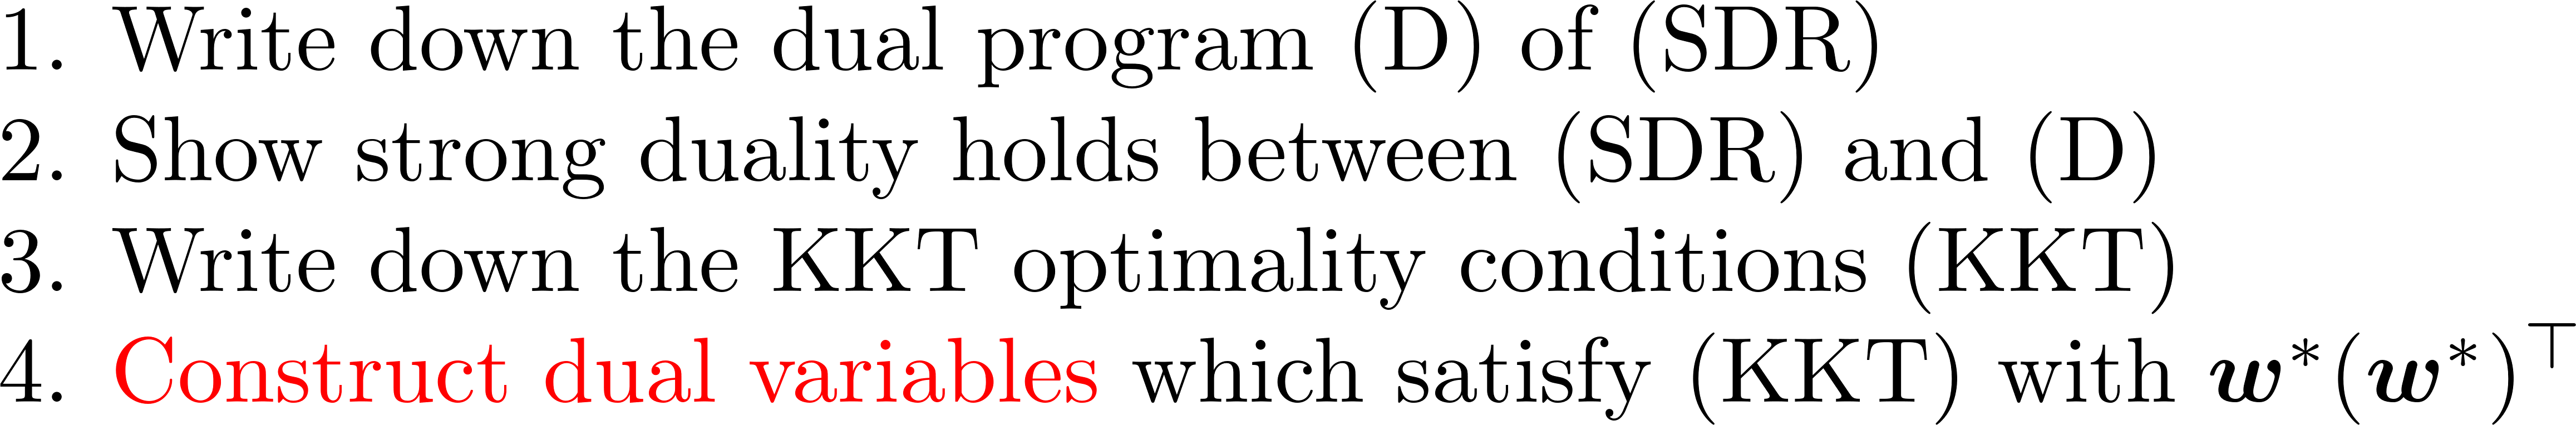 1. Write down the dual program (D) of (SDR)
2. Show strong duality holds between (SDR) and (D)
3. Write down the KKT optimality conditions (KKT)
4. Construct dual variables which satisfy (KKT) with w*(w*)⊤